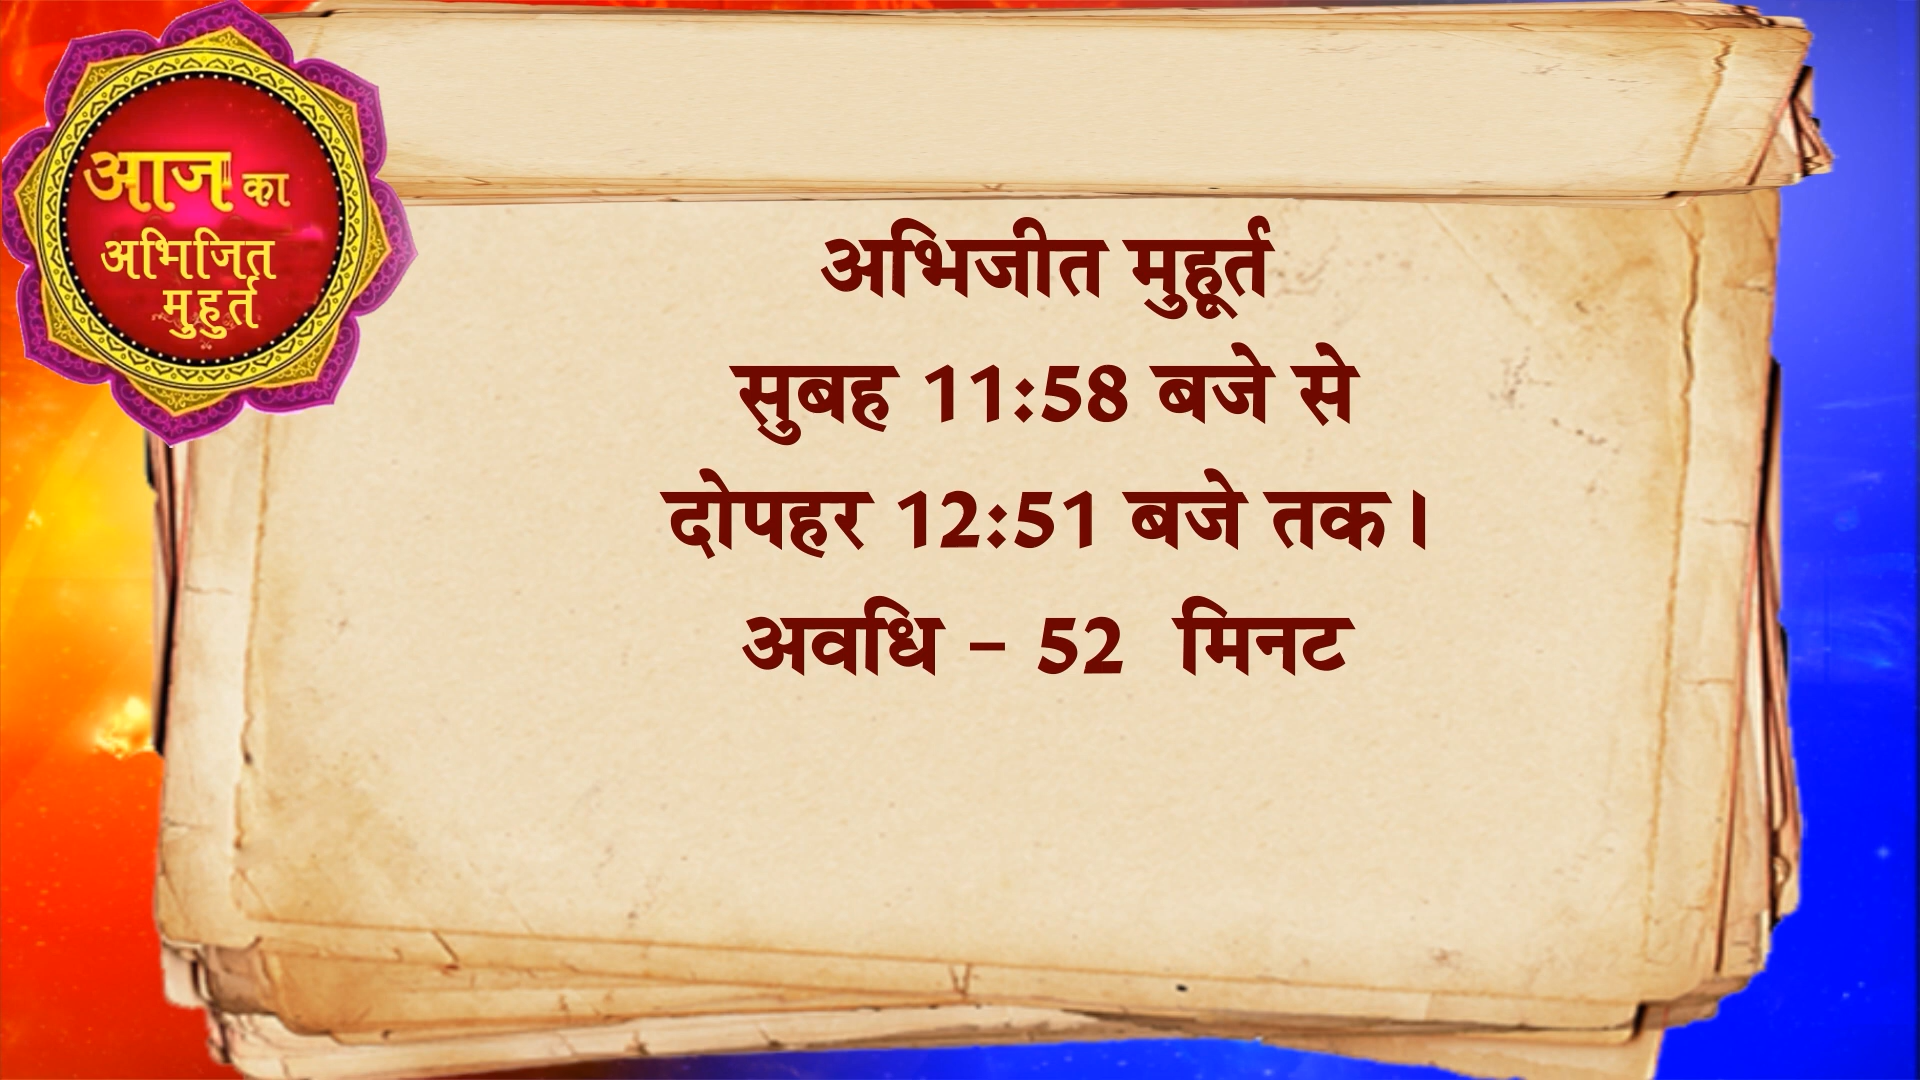 आज का
अभिजित
मुहुर्त
अभिजीत मुहूर्त
सुबह 11:58 बजे से
दोपहर 12:51 बजे तक।
अवधि - 52 मिनट